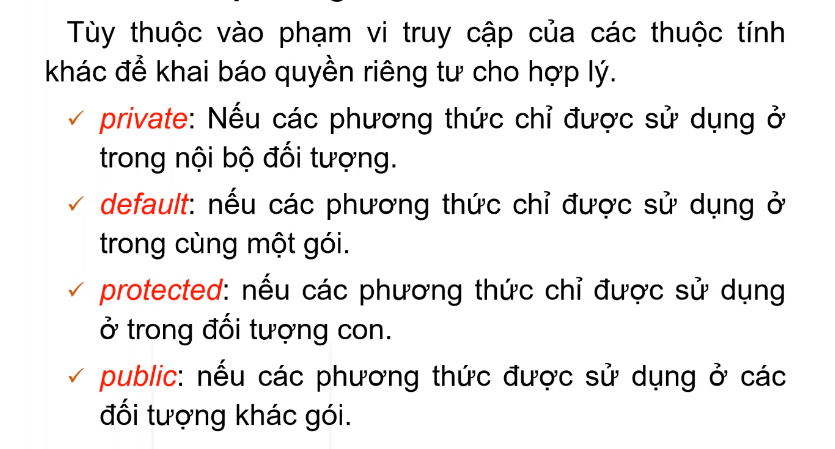 Tùy thuộc vào phạm vi truy cập của các thuộc tính
khác để khai báo quyền riêng tư cho hợp lý.
✓ private: Nếu các phương thức chỉ được sử dụng ở
trong nội bộ đối tượng.
✓ default: nếu các phương thức chỉ được sử dụng ở
trong cùng một gói.
✓ protected: nếu các phương thức chỉ được sử dụng
ở trong đối tượng con.
✓ public: nếu các phương thức được sử dụng ở các
đối tượng khác gói.